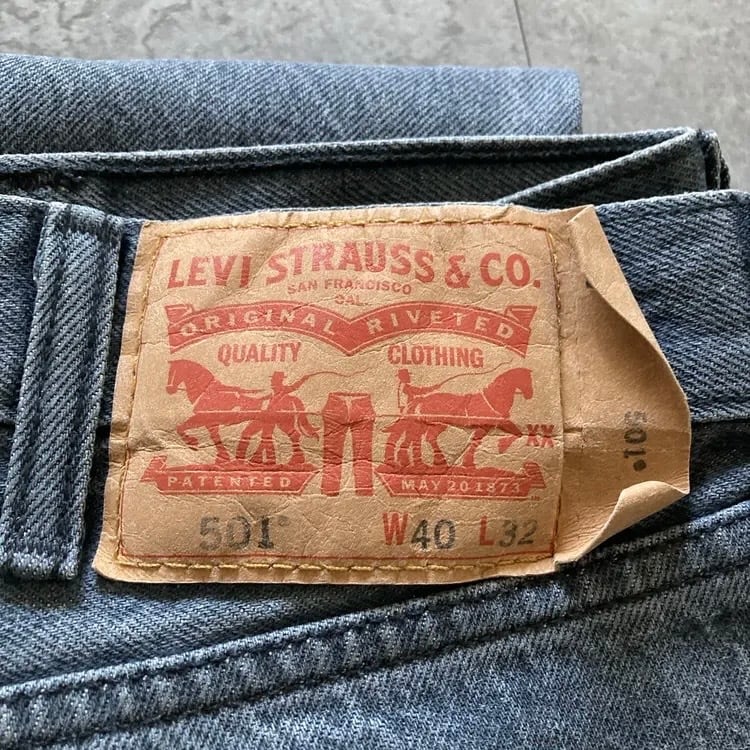 LEVI STRAUSS & CO.
SAN FRANCISCO
CAL.
ORIGINAL RIVETED
QUALITY CLOTHING
XX
PATENTED MAY 20 1873
501® W40 L32
501®